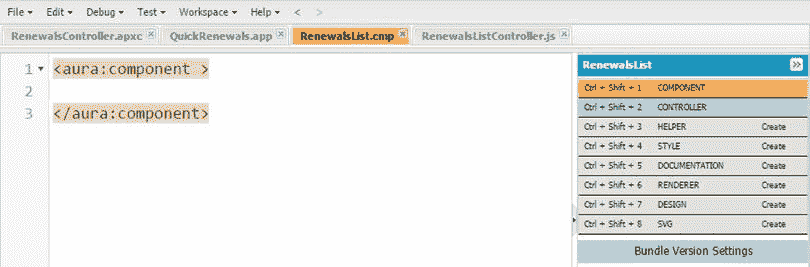 File Edit Debug Test Workspace Help < >
RenewalsController.apxc QuickRenewals.app RenewalsList.cmp RenewalsListController.js
1 <aura:component >
2
3 </aura:component>
RenewalsList
Ctrl + Shift + 1 COMPONENT
Ctrl + Shift + 2 CONTROLLER
Ctrl + Shift + 3 HELPER Create
Ctrl + Shift + 4 STYLE Create
Ctrl + Shift + 5 DOCUMENTATION Create
Ctrl + Shift + 6 RENDERER Create
Ctrl + Shift + 7 DESIGN Create
Ctrl + Shift + 8 SVG Create
Bundle Version Settings